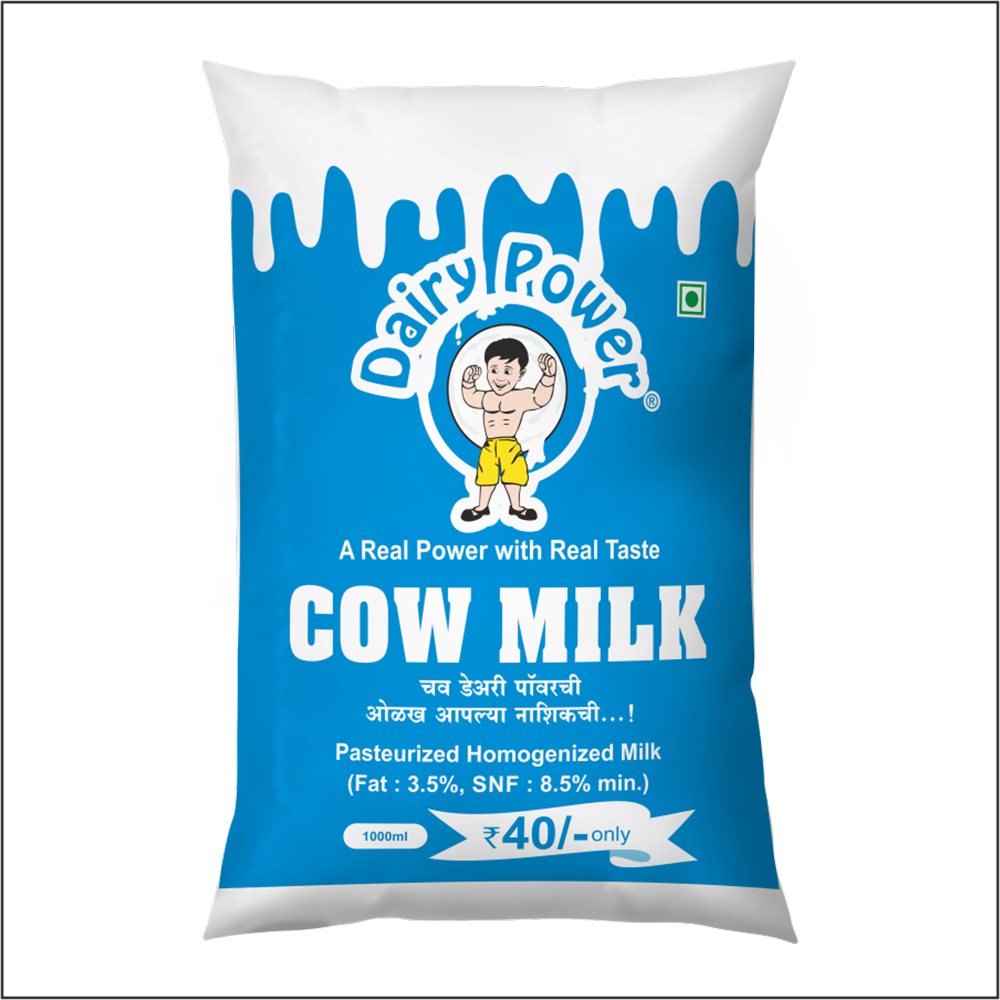 Dairy Power®
A Real Power with Real Taste
COW MILK
चव डेअरी पॉवरची
ओळख आपल्या नाशिकची...!
Pasteurized Homogenized Milk
(Fat : 3.5%, SNF : 8.5% min.)
1000ml
₹40/-only